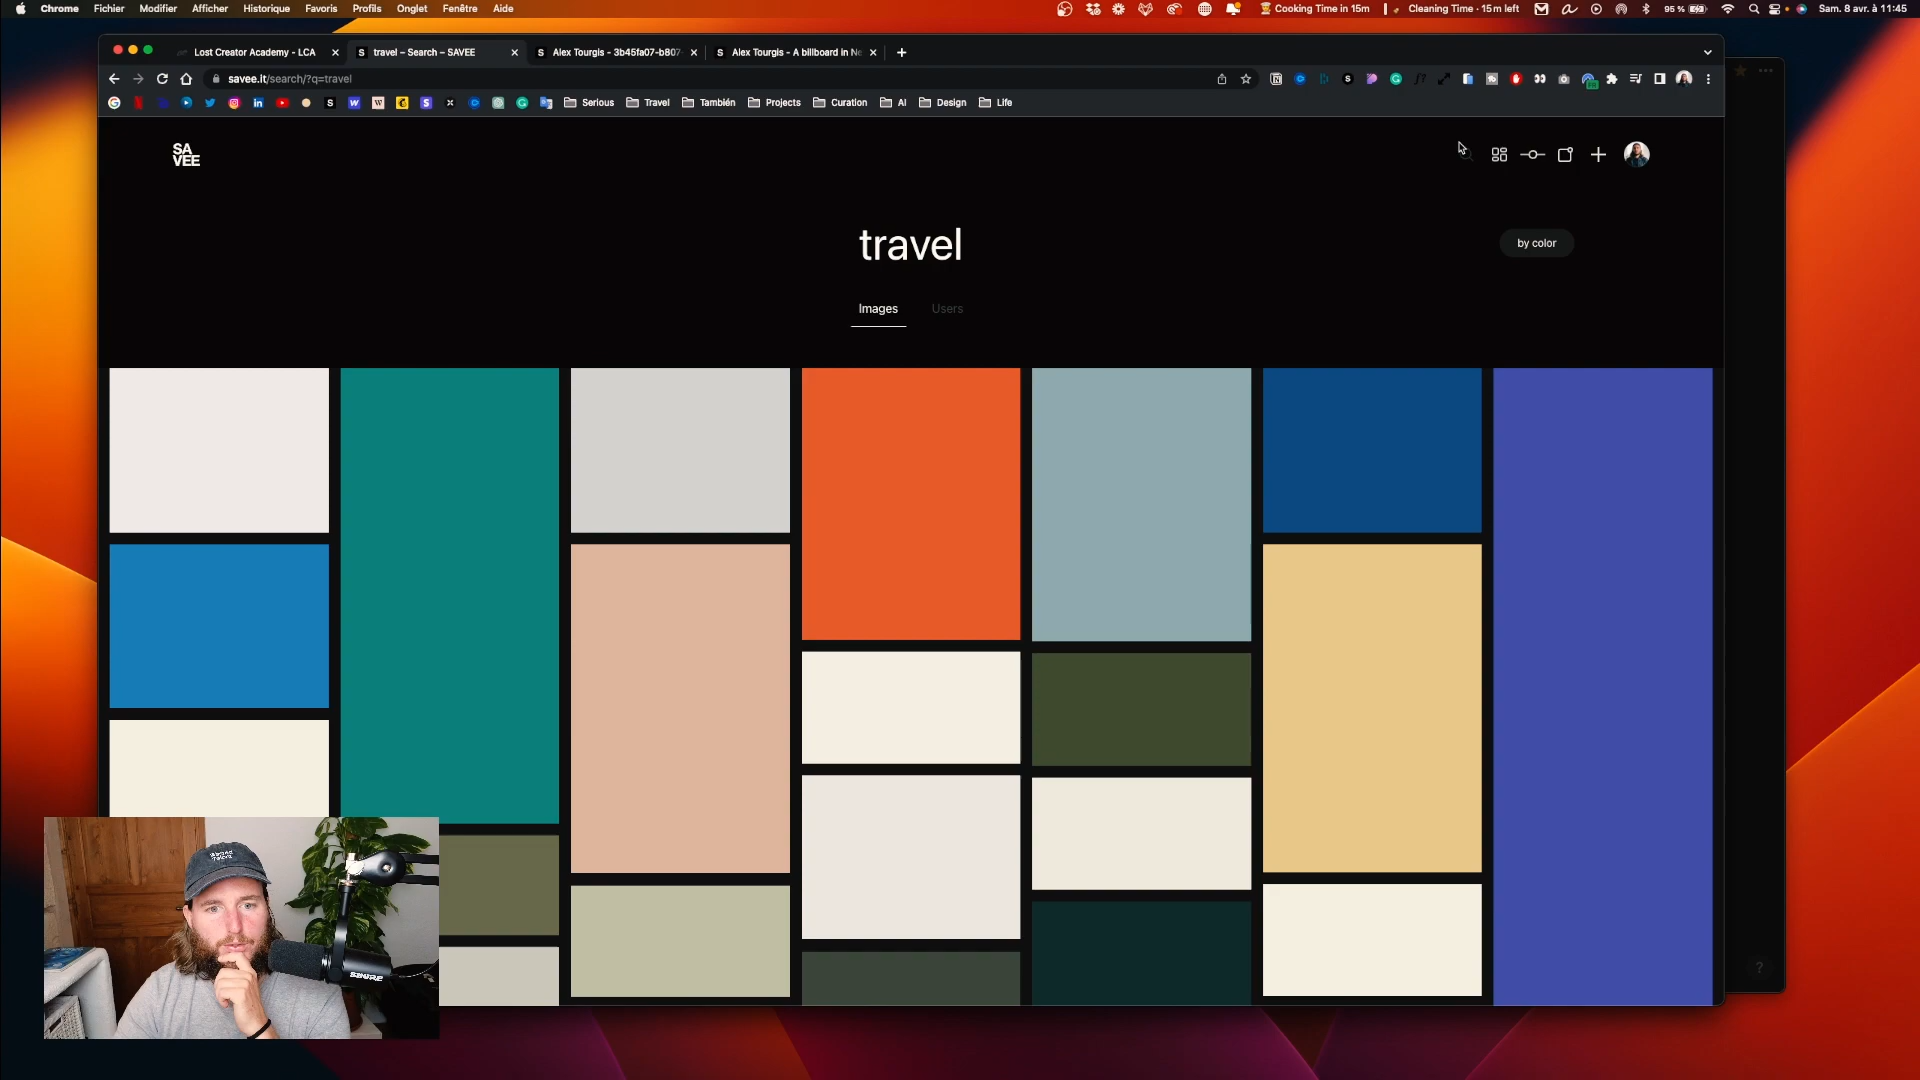 Chrome Fichier Modifier Afficher Historique Favoris Profils Onglet Fenêtre Aide
Cooking Time in 15m Cleaning Time · 15m left 95 % Sam. 8 avr. à 11:45
Lost Creator Academy - LCA
travel – Search – SAVEE
Alex Tourgis - 3b45fa07-b807-
Alex Tourgis - A billboard in Ne
savee.it/search/?q=travel
Serious Travel También Projects Curation AI Design Life
SA
VEE
travel
by color
Images Users
SHURE
?